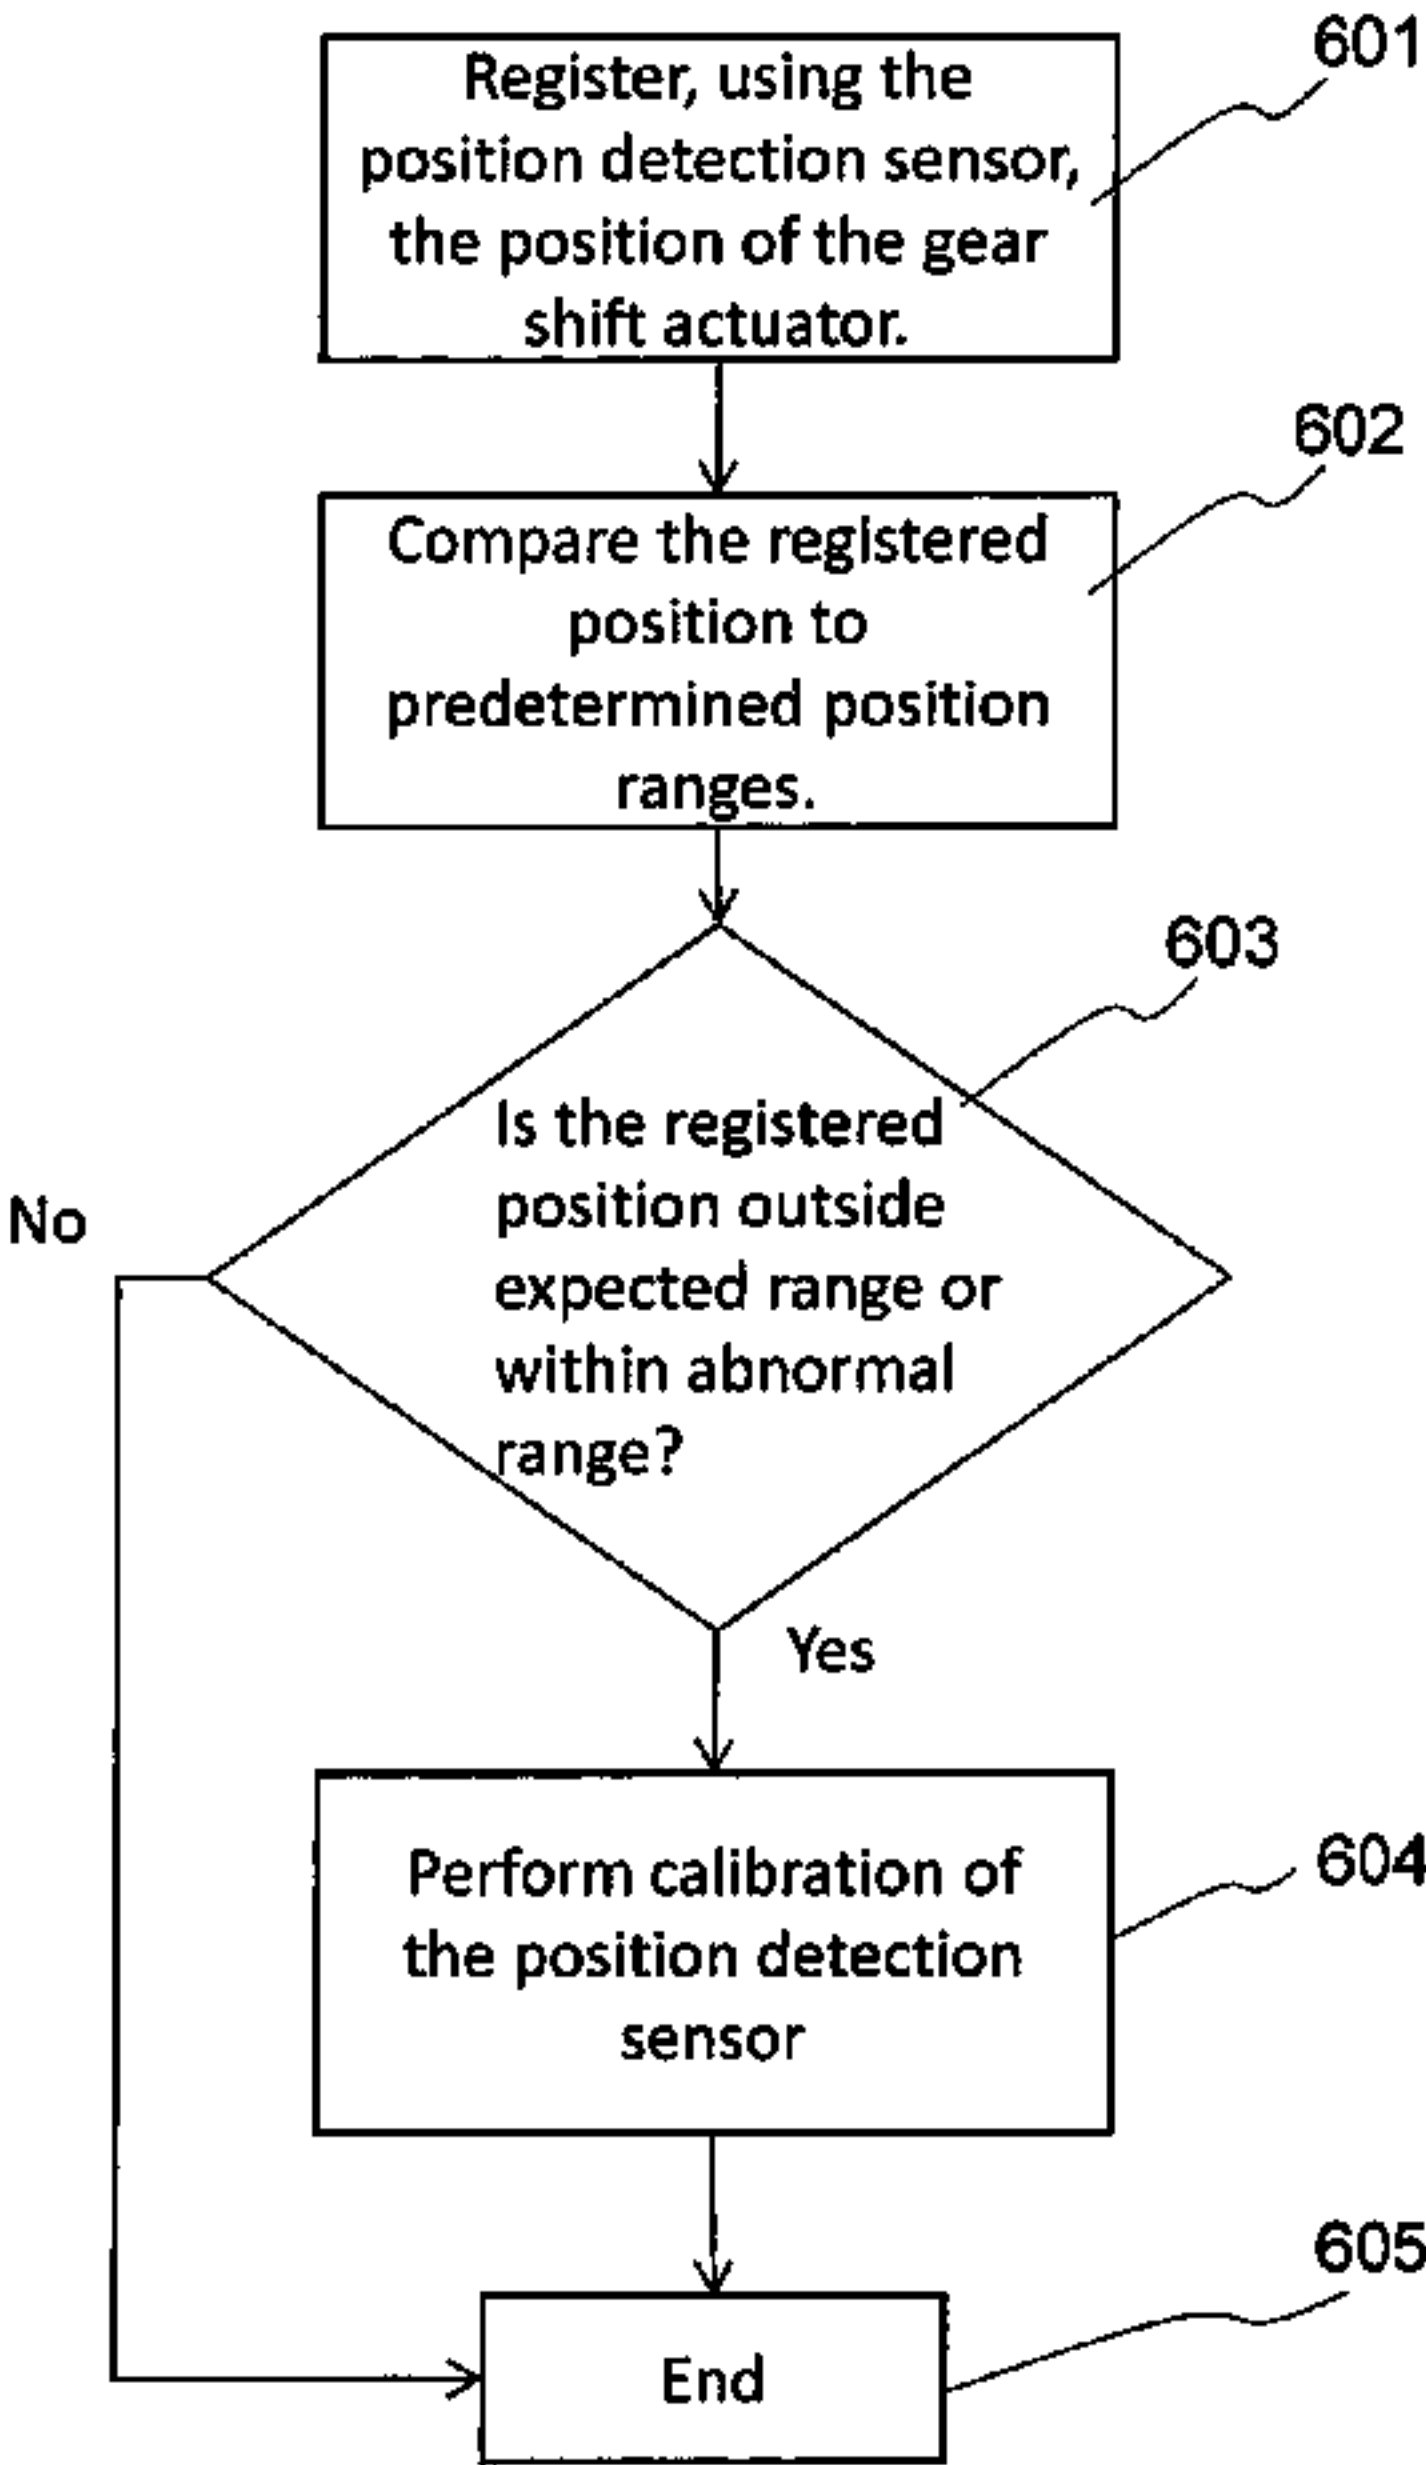 601
Register, using the
position detection sensor,
the position of the gear
shift actuator.
602
Compare the registered
position to
predetermined position
ranges.
603
Is the registered
position outside
expected range or
within abnormal
range?
No
Yes
604
Perform calibration of
the position detection
sensor
605
End